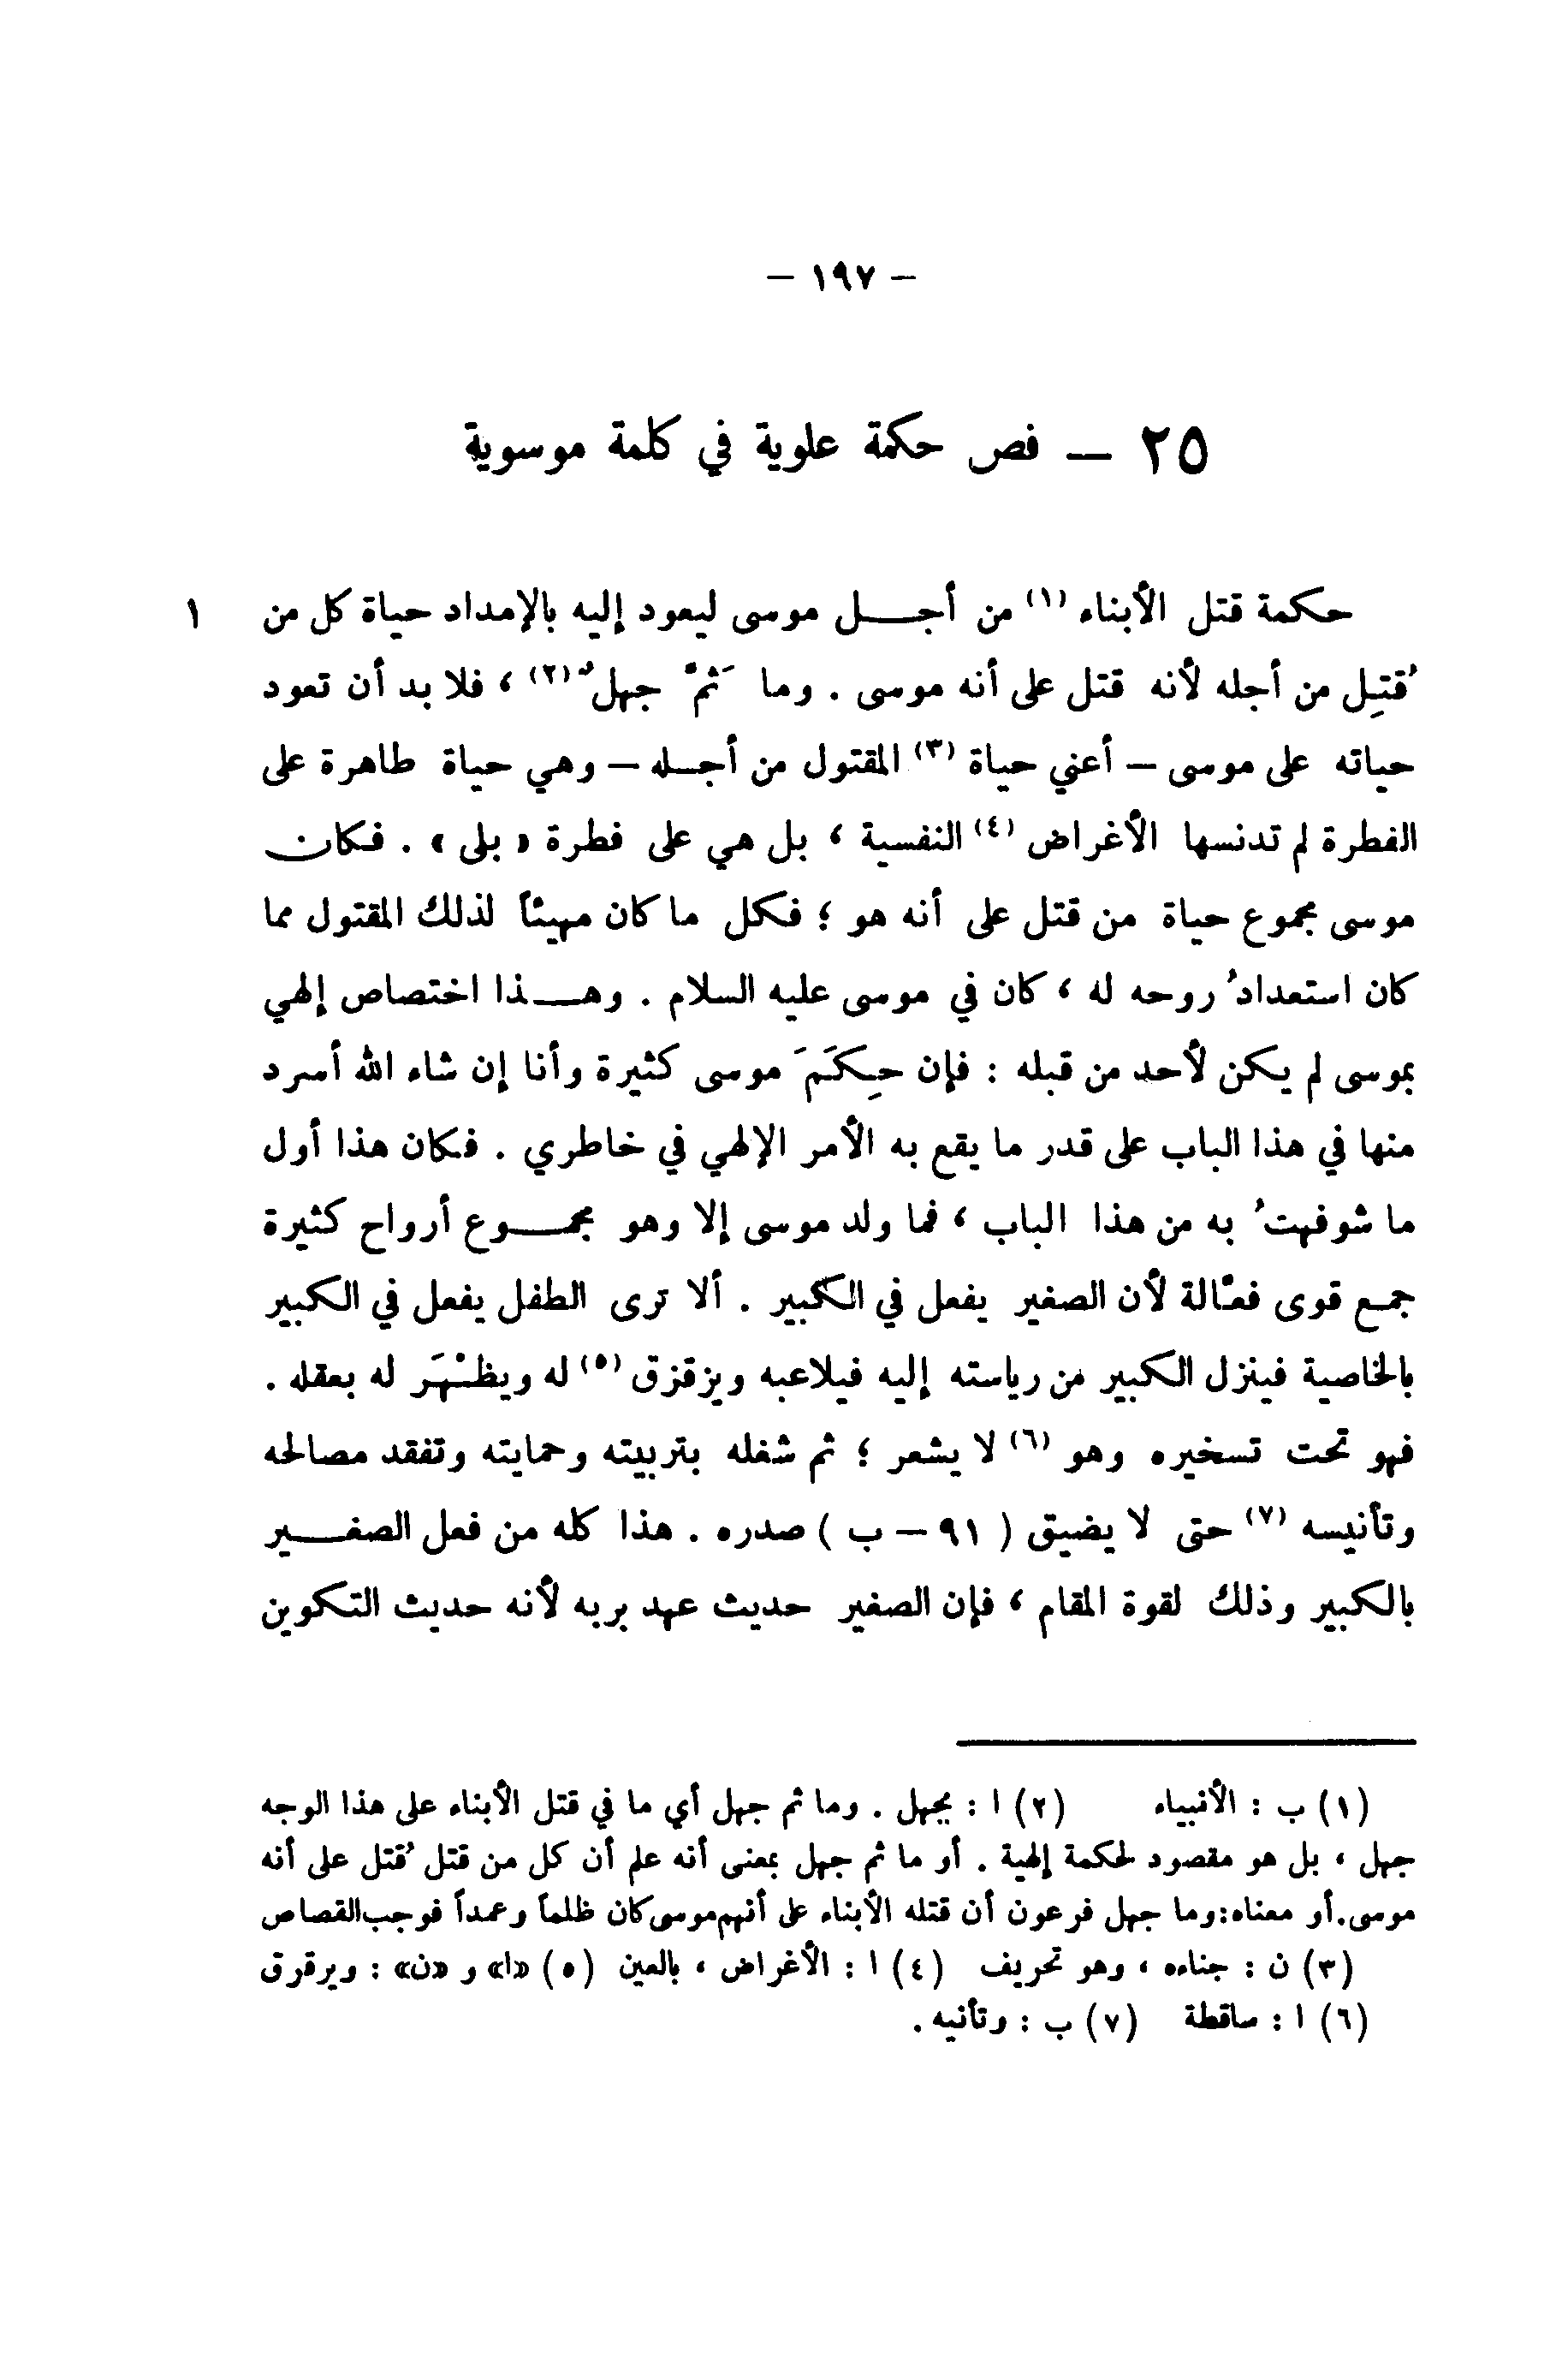 – ١٩٧ –
٢٥ – فص حكمة علوية في كلمة موسوية
حكمة قتل الأبناء (١) من أجـــل موسى ليعود إليه بالإمداد حياة كل من ١
قُتِل من أجله لأنه قتل على أنه موسى . وما ثَمَّ جهلٌ (٢) ، فلا بد أن تعود
حياته على موسى – أعني حياة (٣) المقتول من أجله – وهي حياة طاهرة على
الفطرة لم تدنسها الأغراض (٤) النفسية ، بل هي على فطرة « بلى » . فكان
موسى مجموع حياة من قتل على أنه هو ؛ فكل ما كان مهيئاً لذلك المقتول مما
كان استعدادُ روحه له ، كان في موسى عليه السلام . وهـــذا اختصاص إلهي
بموسى لم يكن لأحد من قبله : فإن حِكَمَ موسى كثيرة وأنا إن شاء الله أسرد
منها في هذا الباب على قدر ما يقع به الأمر الإلهي في خاطري . فكان هذا أول
ما شوفهتُ به من هذا الباب ، فما ولد موسى إلا وهو مجمـــوع أرواح كثيرة
جمع قوى فعَّالة لأن الصغير يفعل في الكبير . ألا ترى الطفل يفعل في الكبير
بالخاصية فينزل الكبير من رياسته إليه فيلاعبه ويزقزق (٥) له ويظْهَر له بعقله .
فهو تحت تسخيره وهو (٦) لا يشعر ؛ ثم شغله بتربيته وحمايته وتفقد مصالحه
وتأنيسه (٧) حتى لا يضيق ( ٩١ – ب ) صدره . هذا كله من فعل الصغـــير
بالكبير وذلك لقوة المقام ، فإن الصغير حديث عهد بربه لأنه حديث التكوين
(١) ب : الأنبياء (٢) ا : يجهل . وما ثم جهل أي ما في قتل الأبناء على هذا الوجه
جهل ، بل هو مقصود لحكمة إلهية . أو ما ثم جهل بمعنى أنه علم أن كل من قتل قُتل على أنه
موسى.أو معناه:وما جهل فرعون أن قتله الأبناء على أنهم موسى كان ظلماً وعمداً فوجب القصاص
(٣) ن : جناءه ، وهو تحريف (٤) ا : الأغراض ، بالعين (٥) «ا» و «ن» : ويرقرق
(٦) ا : ساقطة (٧) ب : وتأنيه .